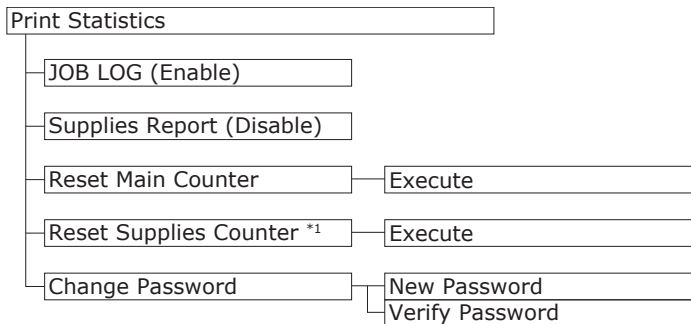 Print Statistics
JOB LOG (Enable)
Supplies Report (Disable)
Reset Main Counter Execute
Reset Supplies Counter *1 Execute
Change Password New Password
Verify Password